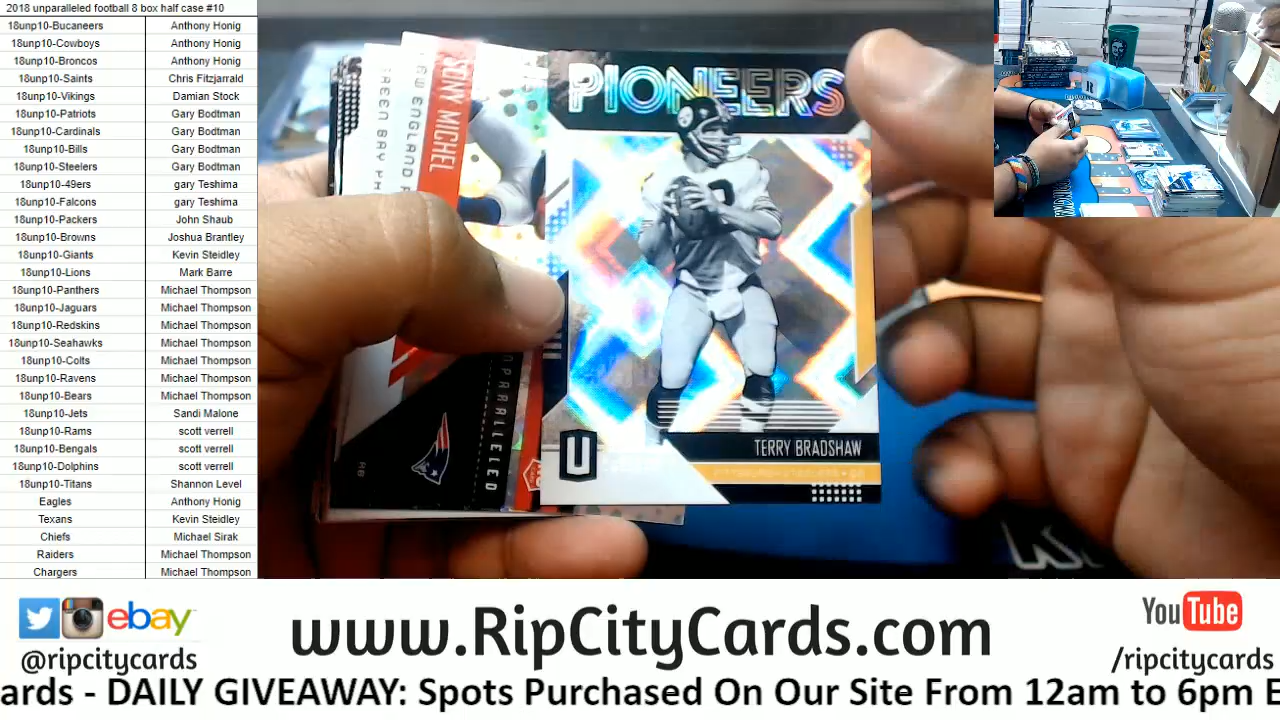 2018 unparalleled football 8 box half case #10
18unp10-Bucaneers Anthony Honig
18unp10-Cowboys Anthony Honig
18unp10-Broncos Anthony Honig
18unp10-Saints Chris Fitzjarrald
18unp10-Vikings Damian Stock
18unp10-Patriots Gary Bodtman
18unp10-Cardinals Gary Bodtman
18unp10-Bills Gary Bodtman
18unp10-Steelers Gary Bodtman
18unp10-49ers gary Teshima
18unp10-Falcons gary Teshima
18unp10-Packers John Shaub
18unp10-Browns Joshua Brantley
18unp10-Giants Kevin Steidley
18unp10-Lions Mark Barre
18unp10-Panthers Michael Thompson
18unp10-Jaguars Michael Thompson
18unp10-Redskins Michael Thompson
18unp10-Seahawks Michael Thompson
18unp10-Colts Michael Thompson
18unp10-Ravens Michael Thompson
18unp10-Bears Michael Thompson
18unp10-Jets Sandi Malone
18unp10-Rams scott verrell
18unp10-Bengals scott verrell
18unp10-Dolphins scott verrell
18unp10-Titans Shannon Level
Eagles Anthony Honig
Texans Kevin Steidley
Chiefs Michael Sirak
Raiders Michael Thompson
Chargers Michael Thompson
PIONEERS
TERRY BRADSHAW
U
SONY MICHEL
GREEN BAY
UNPARALLELED
RB
ebay
@ripcitycards
www.RipCityCards.com
YouTube
/ripcitycards
ards - DAILY GIVEAWAY: Spots Purchased On Our Site From 12am to 6pm E